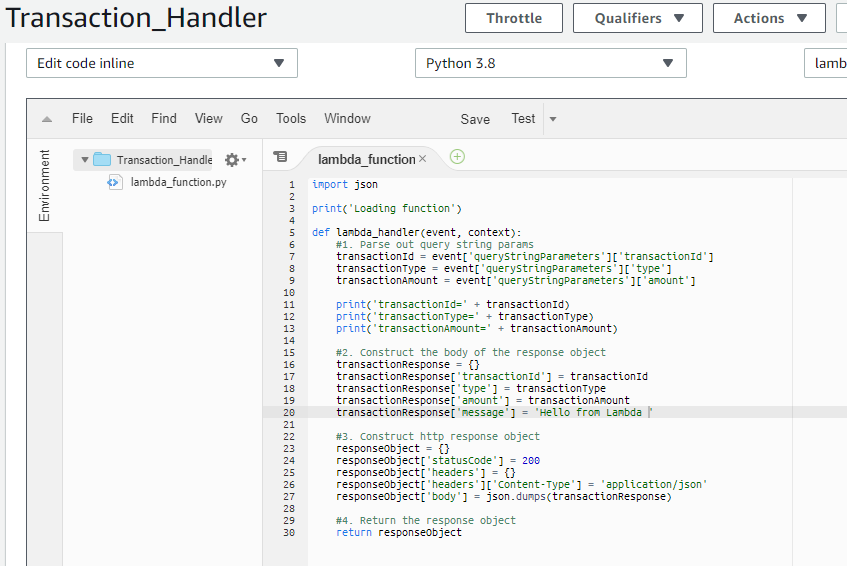 Transaction_Handler
Throttle
Qualifiers
Actions
Edit code inline
Python 3.8
lamb
File Edit Find View Go Tools Window Save Test
Environment
Transaction_Handle
lambda_function.py
lambda_function
1 import json
2
3 print('Loading function')
4
5 def lambda_handler(event, context):
6 #1. Parse out query string params
7 transactionId = event['queryStringParameters']['transactionId']
8 transactionType = event['queryStringParameters']['type']
9 transactionAmount = event['queryStringParameters']['amount']
10
11 print('transactionId=' + transactionId)
12 print('transactionType=' + transactionType)
13 print('transactionAmount=' + transactionAmount)
14
15 #2. Construct the body of the response object
16 transactionResponse = {}
17 transactionResponse['transactionId'] = transactionId
18 transactionResponse['type'] = transactionType
19 transactionResponse['amount'] = transactionAmount
20 transactionResponse['message'] = 'Hello from Lambda '
21
22 #3. Construct http response object
23 responseObject = {}
24 responseObject['statusCode'] = 200
25 responseObject['headers'] = {}
26 responseObject['headers']['Content-Type'] = 'application/json'
27 responseObject['body'] = json.dumps(transactionResponse)
28
29 #4. Return the response object
30 return responseObject